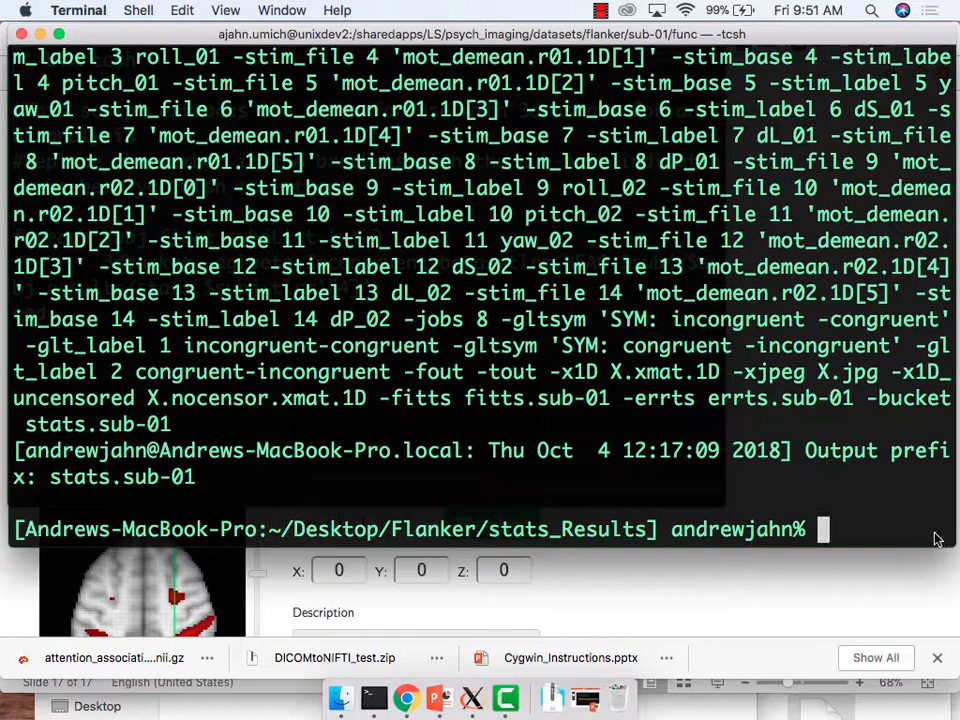 Terminal Shell Edit View Window Help 99% Fri 9:51 AM
ajahn.umich@unixdev2:/sharedapps/LS/psych_imaging/datasets/flanker/sub-01/func — -tcsh
m_label 3 roll_01 -stim_file 4 'mot_demean.r01.1D[1]' -stim_base 4 -stim_labe
l 4 pitch_01 -stim_file 5 'mot_demean.r01.1D[2]' -stim_base 5 -stim_label 5 y
aw_01 -stim_file 6 'mot_demean.r01.1D[3]' -stim_base 6 -stim_label 6 dS_01 -s
tim_file 7 'mot_demean.r01.1D[4]' -stim_base 7 -stim_label 7 dL_01 -stim_file
8 'mot_demean.r01.1D[5]' -stim_base 8 -stim_label 8 dP_01 -stim_file 9 'mot_
demean.r02.1D[0]' -stim_base 9 -stim_label 9 roll_02 -stim_file 10 'mot_demea
n.r02.1D[1]' -stim_base 10 -stim_label 10 pitch_02 -stim_file 11 'mot_demean.
r02.1D[2]' -stim_base 11 -stim_label 11 yaw_02 -stim_file 12 'mot_demean.r02.
1D[3]' -stim_base 12 -stim_label 12 dS_02 -stim_file 13 'mot_demean.r02.1D[4]
' -stim_base 13 -stim_label 13 dL_02 -stim_file 14 'mot_demean.r02.1D[5]' -st
im_base 14 -stim_label 14 dP_02 -jobs 8 -gltsym 'SYM: incongruent -congruent'
-glt_label 1 incongruent-congruent -gltsym 'SYM: congruent -incongruent' -gl
t_label 2 congruent-incongruent -fout -tout -x1D X.xmat.1D -xjpeg X.jpg -x1D_
uncensored X.nocensor.xmat.1D -fitts fitts.sub-01 -errts errts.sub-01 -bucket
stats.sub-01
[andrewjahn@Andrews-MacBook-Pro.local: Thu Oct  4 12:17:09 2018] Output prefi
x: stats.sub-01
[Andrews-MacBook-Pro:~/Desktop/Flanker/stats_Results] andrewjahn%
X: 0 Y: 0 Z: 0
Description
attention_associati....nii.gz DICOMtoNIFTI_test.zip Cygwin_Instructions.pptx Show All
Slide 17 of 17 English (United States) 68%
Desktop